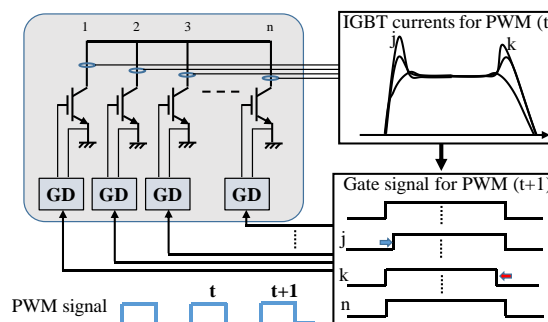 1 2 3 n
IGBT currents for PWM (t
j k
GD GD GD GD
Gate signal for PWM (t+1)
j
k
n
PWM signal t t+1